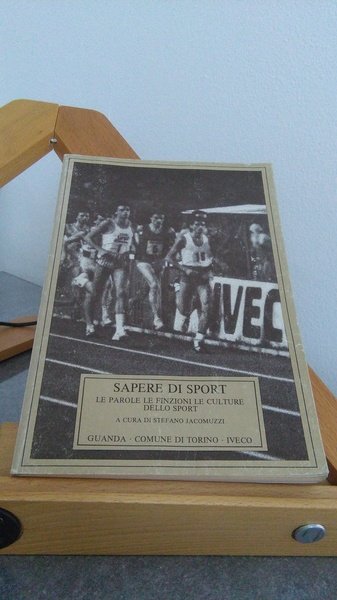 IVECO
SAPERE DI SPORT
LE PAROLE LE FINZIONI LE CULTURE
DELLO SPORT
A CURA DI STEFANO JACOMUZZI
GUANDA · COMUNE DI TORINO · IVECO